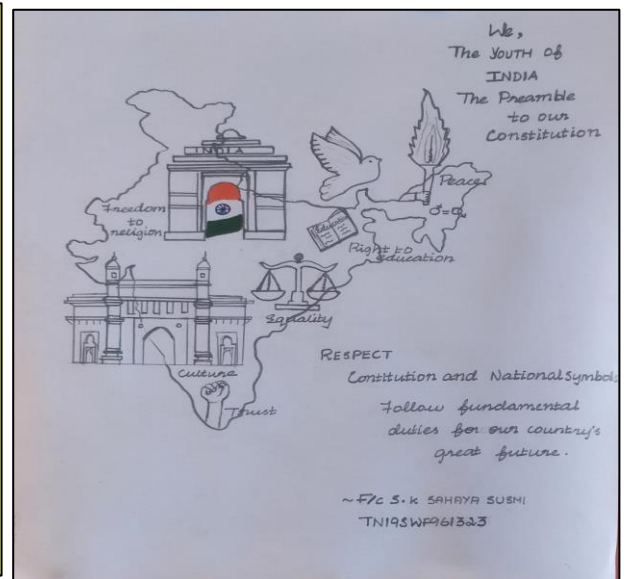 We,
The YOUTH OF
INDIA
The Preamble
to our
Constitution
INDIA
Peace
♂=♀
Freedom
to
religion
Education
Right to
education
Equality
Culture
Trust
RESPECT
Contitution and National Symbols
Follow fundamental
duties for our country's
great future.
~ F/C S.K SAHAYA SUSMI
TN19SWF961323